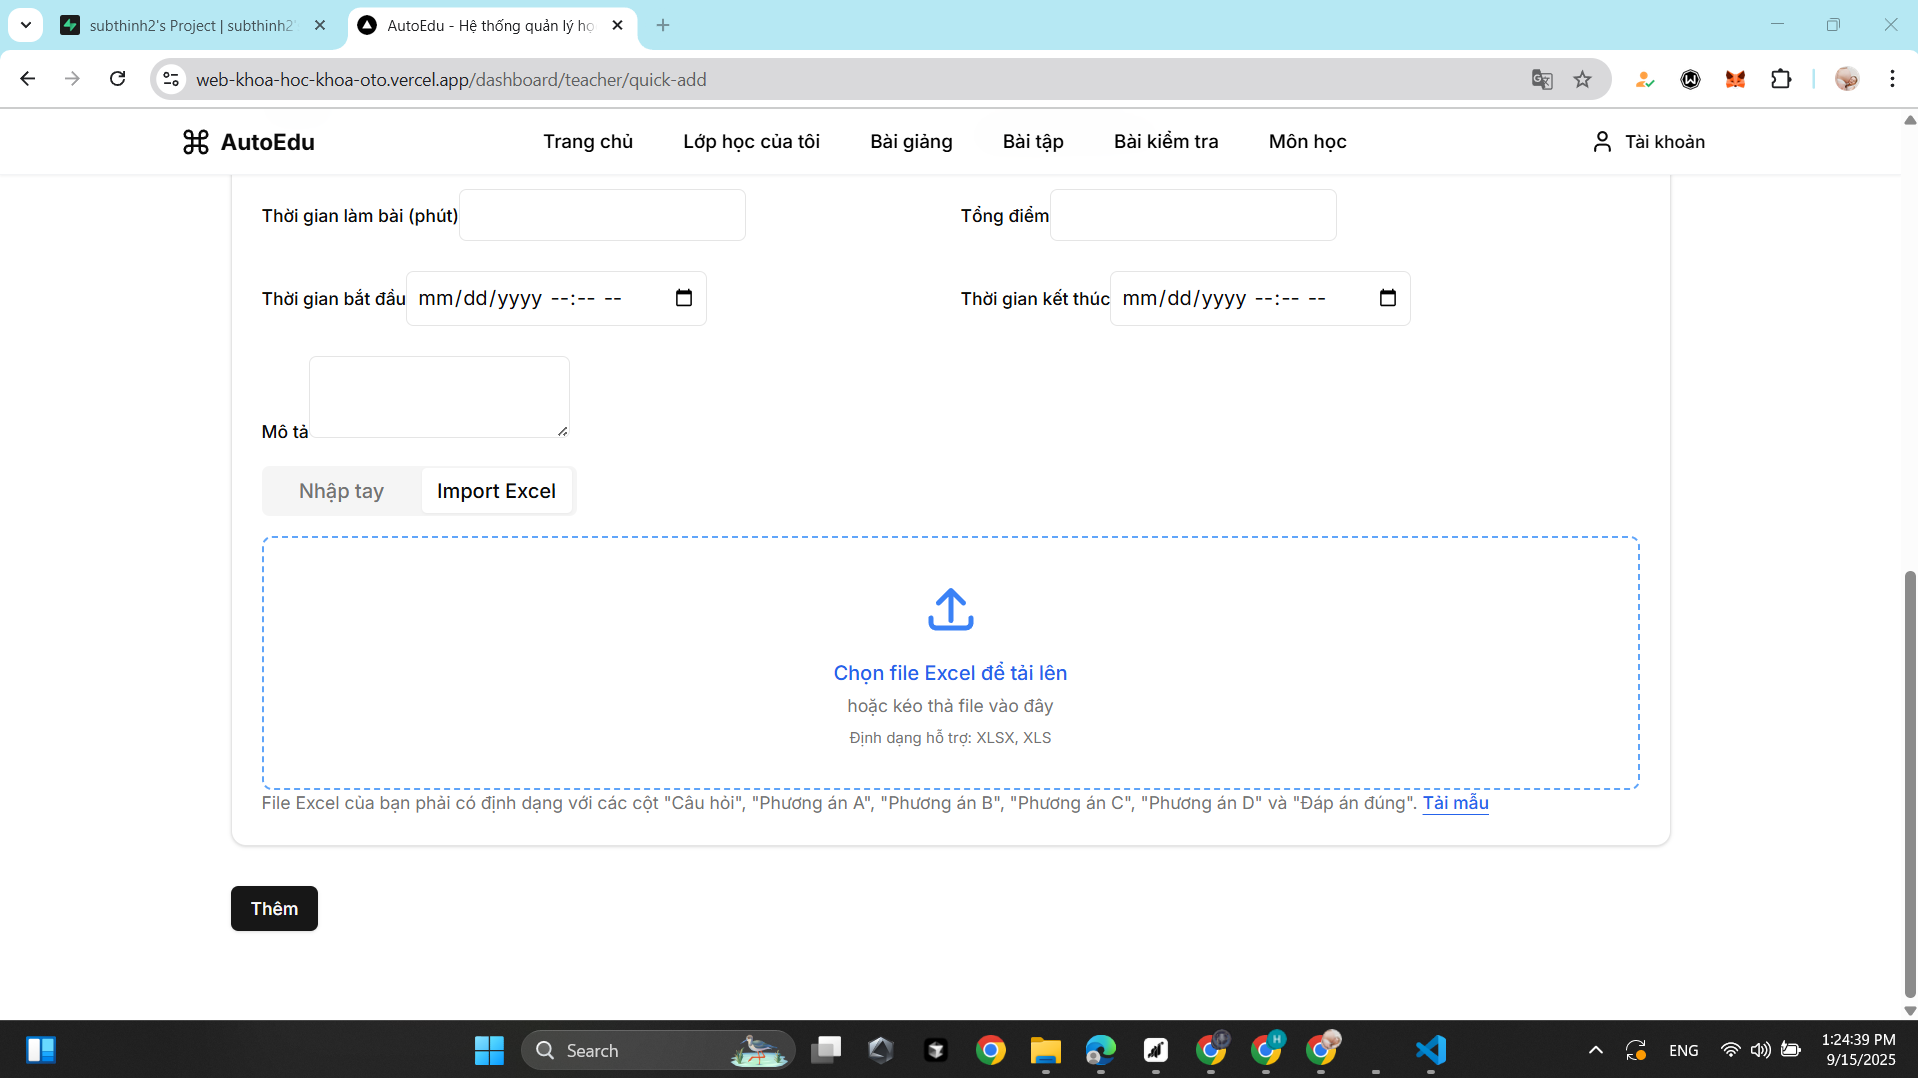 subthinh2's Project | subthinh2'
AutoEdu - Hệ thống quản lý họ
web-khoa-hoc-khoa-oto.vercel.app/dashboard/teacher/quick-add
AutoEdu
Trang chủ
Lớp học của tôi
Bài giảng
Bài tập
Bài kiểm tra
Môn học
Tài khoản
Thời gian làm bài (phút)
Tổng điểm
Thời gian bắt đầu
mm/dd/yyyy --:-- --
Thời gian kết thúc
mm/dd/yyyy --:-- --
Mô tả
Nhập tay
Import Excel
Chọn file Excel để tải lên
hoặc kéo thả file vào đây
Định dạng hỗ trợ: XLSX, XLS
File Excel của bạn phải có định dạng với các cột "Câu hỏi", "Phương án A", "Phương án B", "Phương án C", "Phương án D" và "Đáp án đúng". Tải mẫu
Thêm
Search
H
ENG
1:24:39 PM
9/15/2025